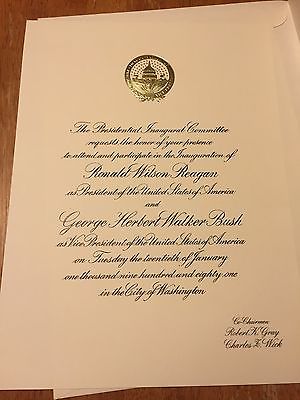 The Presidential Inaugural Committee
requests the honor of your presence
to attend and participate in the Inauguration of
Ronald Wilson Reagan
as President of the United States of America
and
George Herbert Walker Bush
as Vice President of the United States of America
on Tuesday the twentieth of January
one thousand nine hundred and eighty one
in the City of Washington
Co-Chairmen
Robert K. Gray
Charles Z. Wick